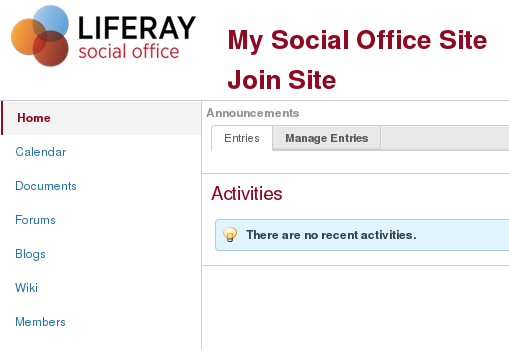 LIFERAY
social office
My Social Office Site
Join Site
Home
Calendar
Documents
Forums
Blogs
Wiki
Members
Announcements
Entries
Manage Entries
Activities
There are no recent activities.